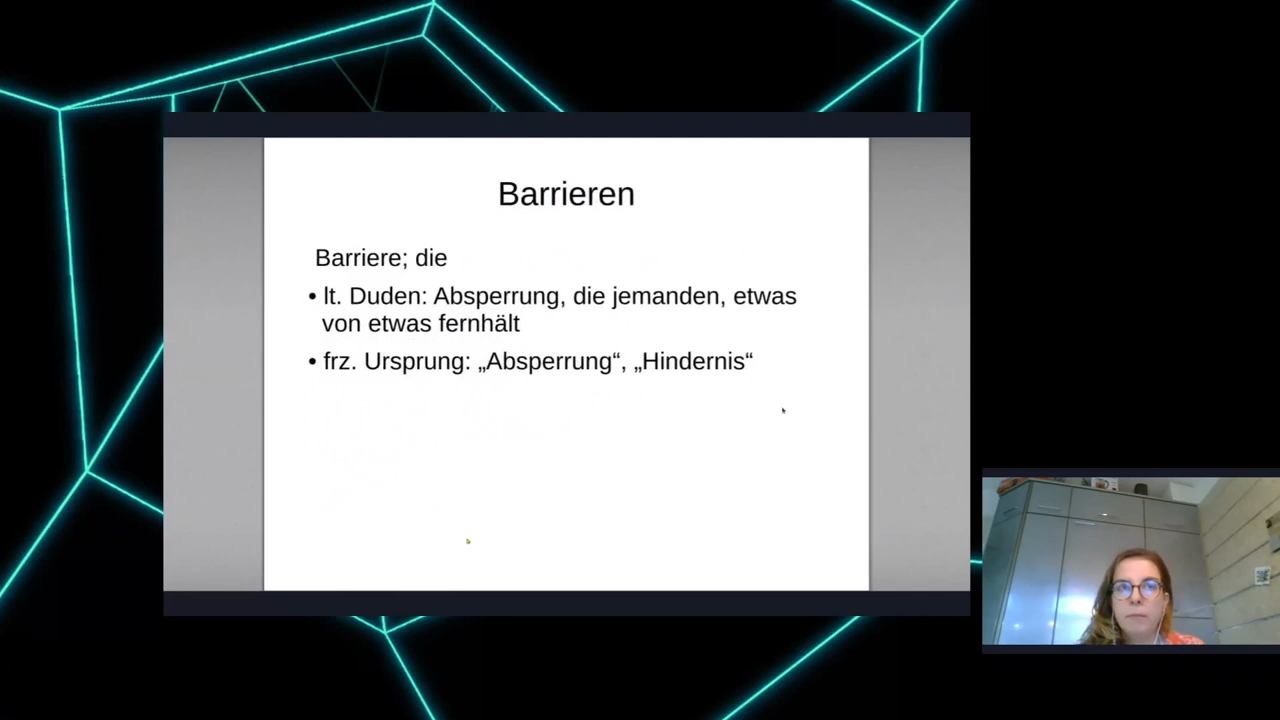 Barrieren
Barriere; die
• lt. Duden: Absperrung, die jemanden, etwas
von etwas fernhält
• frz. Ursprung: „Absperrung“, „Hindernis“